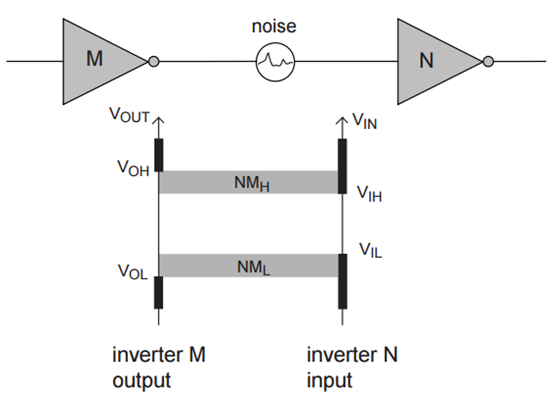 noise
M
N
VOUT
VIN
VOH
NMH
VIH
VIL
VOL
NML
inverter M
output
inverter N
input